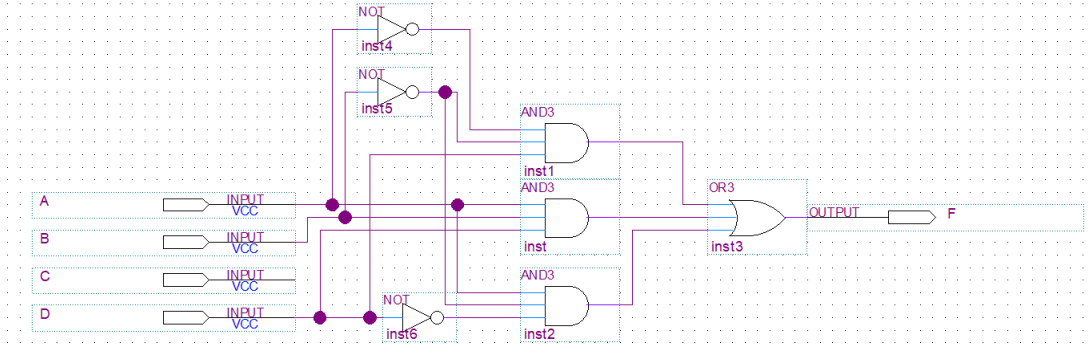 NOT
inst4
NOT
inst5
AND3
inst1
A
INPUT
VCC
AND3
OR3
OUTPUT
F
B
INPUT
VCC
inst
inst3
C
INPUT
VCC
AND3
D
INPUT
VCC
NOT
inst6
inst2